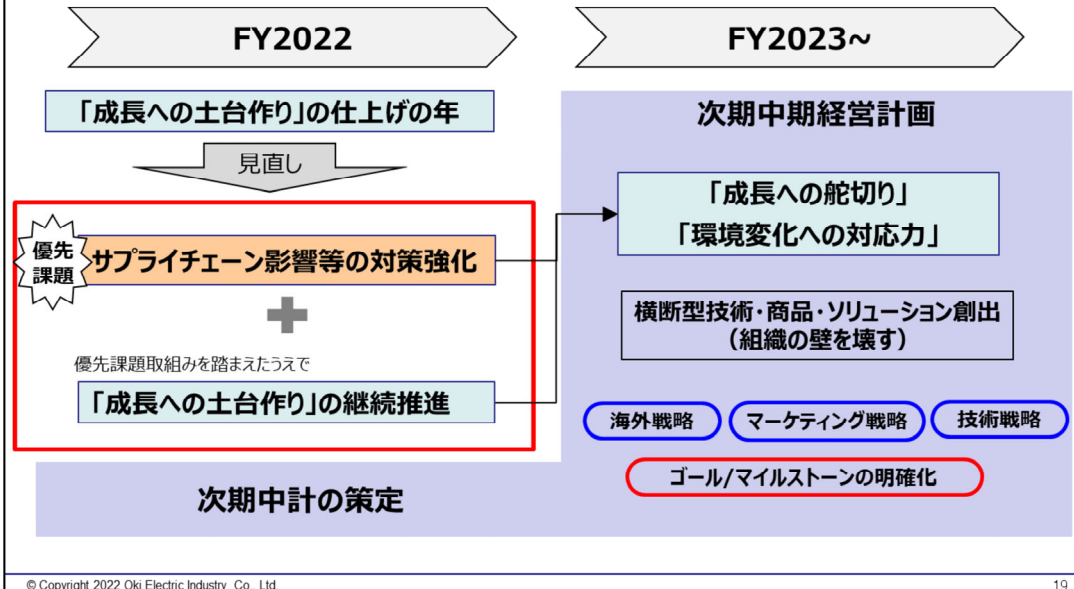 FY2022
FY2023~
「成長への土台作り」の仕上げの年
見直し
優先
課題
サプライチェーン影響等の対策強化
優先課題取組みを踏まえたうえで
「成長への土台作り」の継続推進
次期中計の策定
次期中期経営計画
「成長への舵切り」
「環境変化への対応力」
横断型技術・商品・ソリューション創出
（組織の壁を壊す）
海外戦略
マーケティング戦略
技術戦略
ゴール/マイルストーンの明確化
© Copyright 2022 Oki Electric Industry Co., Ltd.
19